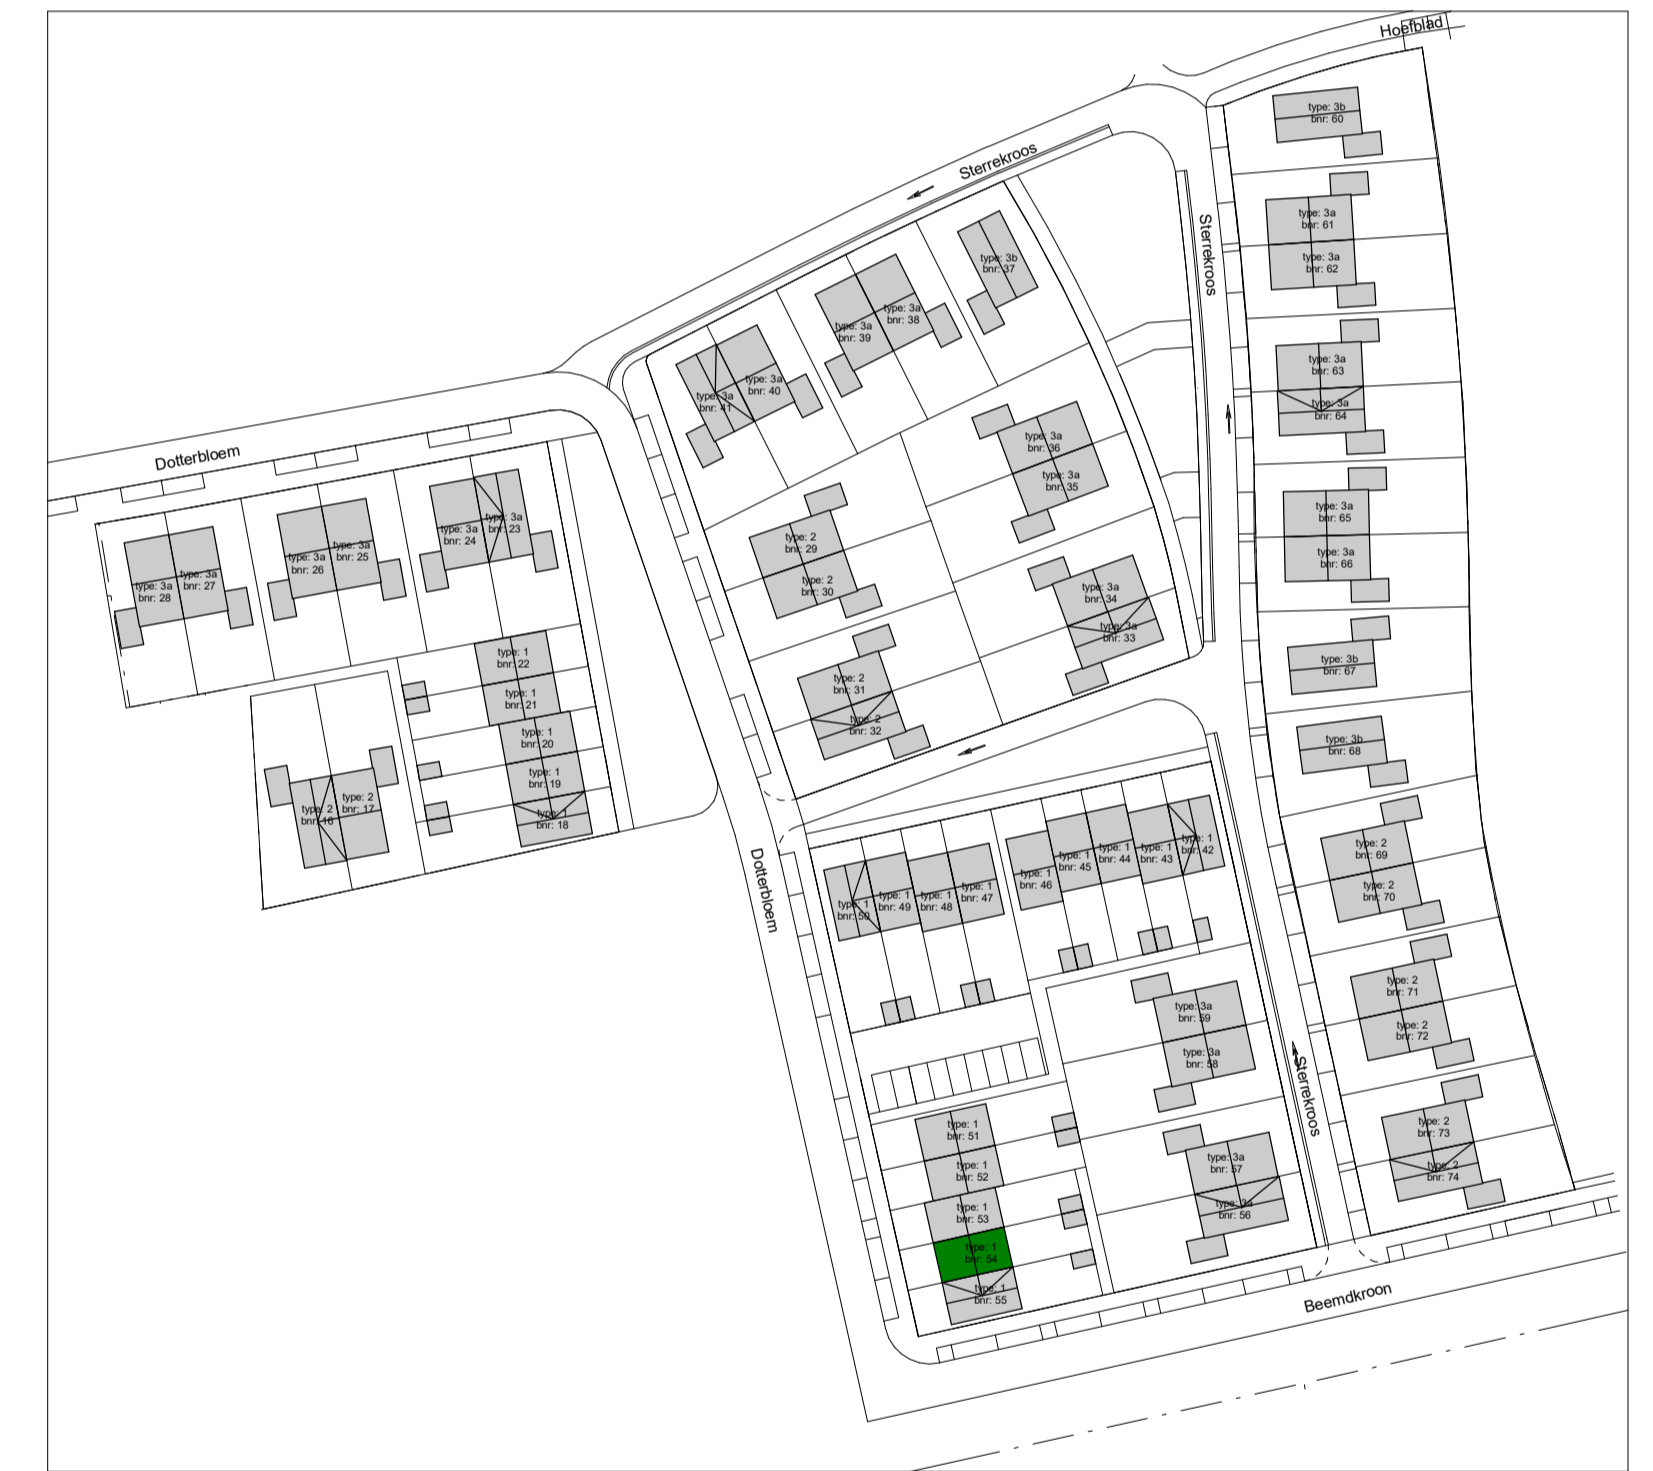 Hoefblad
type: 3b
bnr: 60
Sterrekroos
type: 3a
bnr: 61
type: 3a
bnr: 62
Sterrekroos
type: 3b
bnr: 37
type: 3a
bnr: 38
type: 3a
bnr: 39
type: 3a
bnr: 40
type: 3a
bnr: 41
type: 3a
bnr: 63
type: 3a
bnr: 64
type: 3a
bnr: 36
type: 3a
bnr: 35
Dotterbloem
type: 3a
bnr: 23
type: 3a
bnr: 24
type: 3a
bnr: 25
type: 3a
bnr: 26
type: 3a
bnr: 27
type: 3a
bnr: 28
type: 2
bnr: 29
type: 2
bnr: 30
type: 3a
bnr: 65
type: 3a
bnr: 66
type: 3a
bnr: 34
type: 3a
bnr: 33
type: 1
bnr: 22
type: 1
bnr: 21
type: 1
bnr: 20
type: 1
bnr: 19
type: 1
bnr: 18
type: 2
bnr: 17
type: 2
bnr: 16
type: 2
bnr: 31
type: 2
bnr: 32
type: 3b
bnr: 67
type: 3b
bnr: 68
Dotterbloem
type: 1
bnr: 50
type: 1
bnr: 49
type: 1
bnr: 48
type: 1
bnr: 47
type: 1
bnr: 46
type: 1
bnr: 45
type: 1
bnr: 44
type: 1
bnr: 43
type: 1
bnr: 42
type: 2
bnr: 69
type: 2
bnr: 70
type: 2
bnr: 71
type: 2
bnr: 72
type: 3a
bnr: 59
type: 3a
bnr: 58
Sterrekroos
type: 1
bnr: 51
type: 1
bnr: 52
type: 1
bnr: 53
type: 1
bnr: 54
type: 1
bnr: 55
type: 3a
bnr: 57
type: 3a
bnr: 56
type: 2
bnr: 73
type: 2
bnr: 74
Beemdkroon